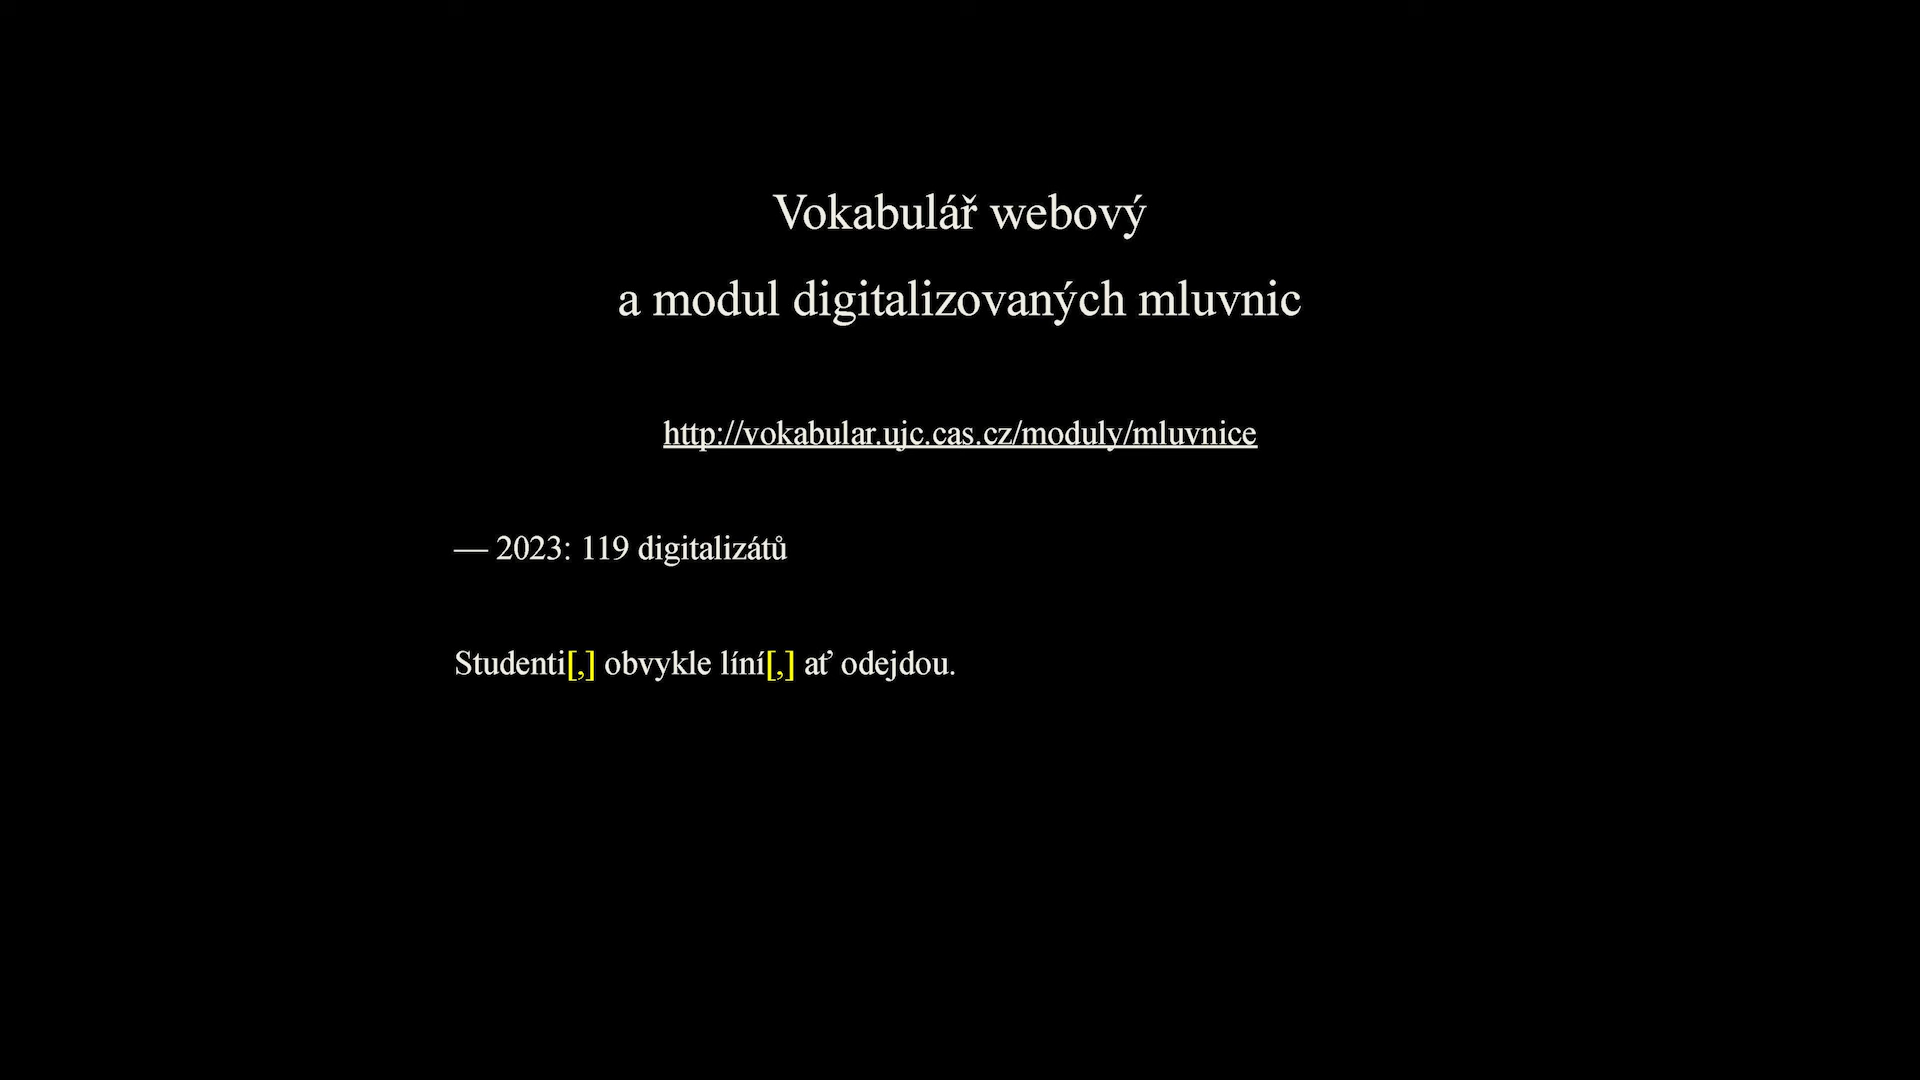 Vokabulář webový
a modul digitalizovaných mluvnic
http://vokabular.ujc.cas.cz/moduly/mluvnice
— 2023: 119 digitalizátů
Studenti[,] obvykle líní[,] ať odejdou.